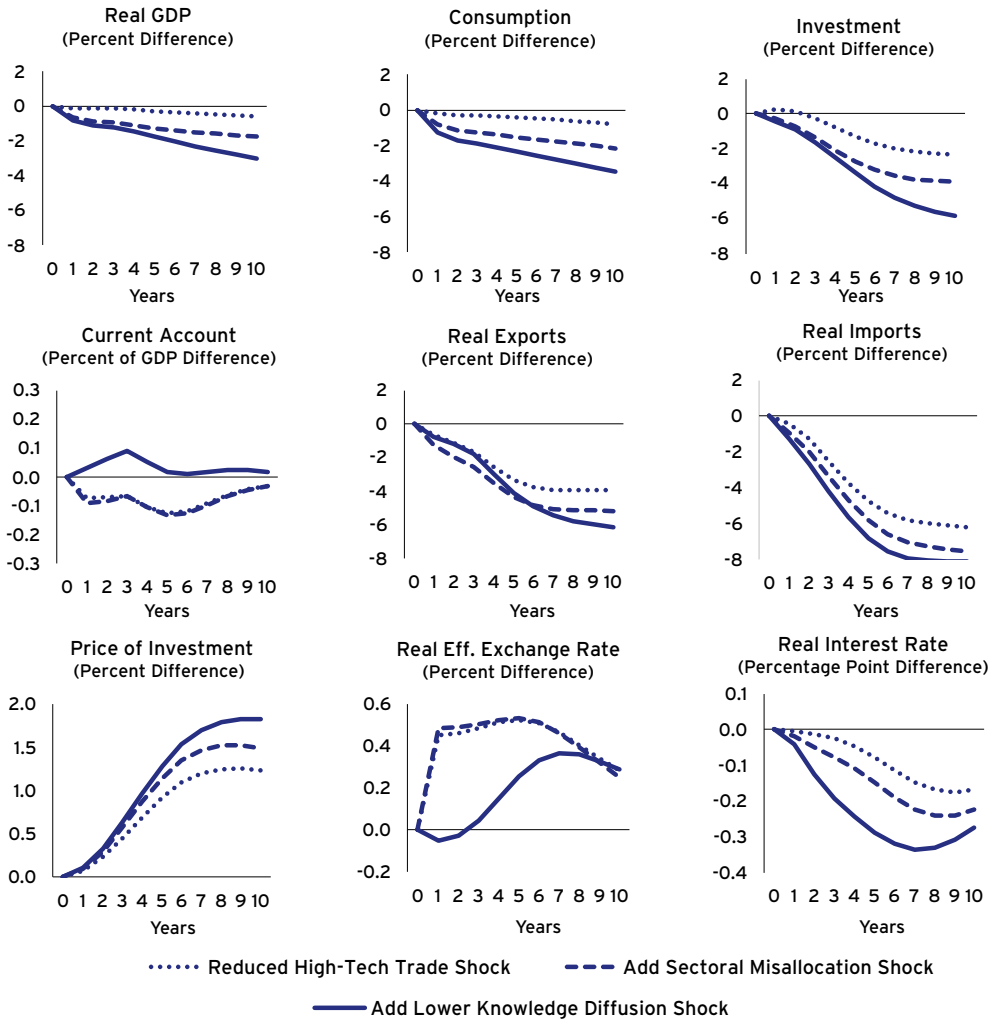 Real GDP
(Percent Difference)
2
0
-2
-4
-6
-8
0 1 2 3 4 5 6 7 8 9 10
Years
Consumption
(Percent Difference)
2
0
-2
-4
-6
-8
0 1 2 3 4 5 6 7 8 9 10
Years
Investment
(Percent Difference)
2
0
-2
-4
-6
-8
0 1 2 3 4 5 6 7 8 9 10
Years
Current Account
(Percent of GDP Difference)
0.3
0.2
0.1
0.0
-0.1
-0.2
-0.3
0 1 2 3 4 5 6 7 8 9 10
Years
Real Exports
(Percent Difference)
2
0
-2
-4
-6
-8
0 1 2 3 4 5 6 7 8 9 10
Years
Real Imports
(Percent Difference)
2
0
-2
-4
-6
-8
0 1 2 3 4 5 6 7 8 9 10
Years
Price of Investment
(Percent Difference)
2.0
1.5
1.0
0.5
0.0
0 1 2 3 4 5 6 7 8 9 10
Years
Real Eff. Exchange Rate
(Percent Difference)
0.6
0.4
0.2
0.0
-0.2
0 1 2 3 4 5 6 7 8 9 10
Years
Real Interest Rate
(Percentage Point Difference)
0.1
0.0
-0.1
-0.2
-0.3
-0.4
0 1 2 3 4 5 6 7 8 9 10
Years
Reduced High-Tech Trade Shock
Add Sectoral Misallocation Shock
Add Lower Knowledge Diffusion Shock